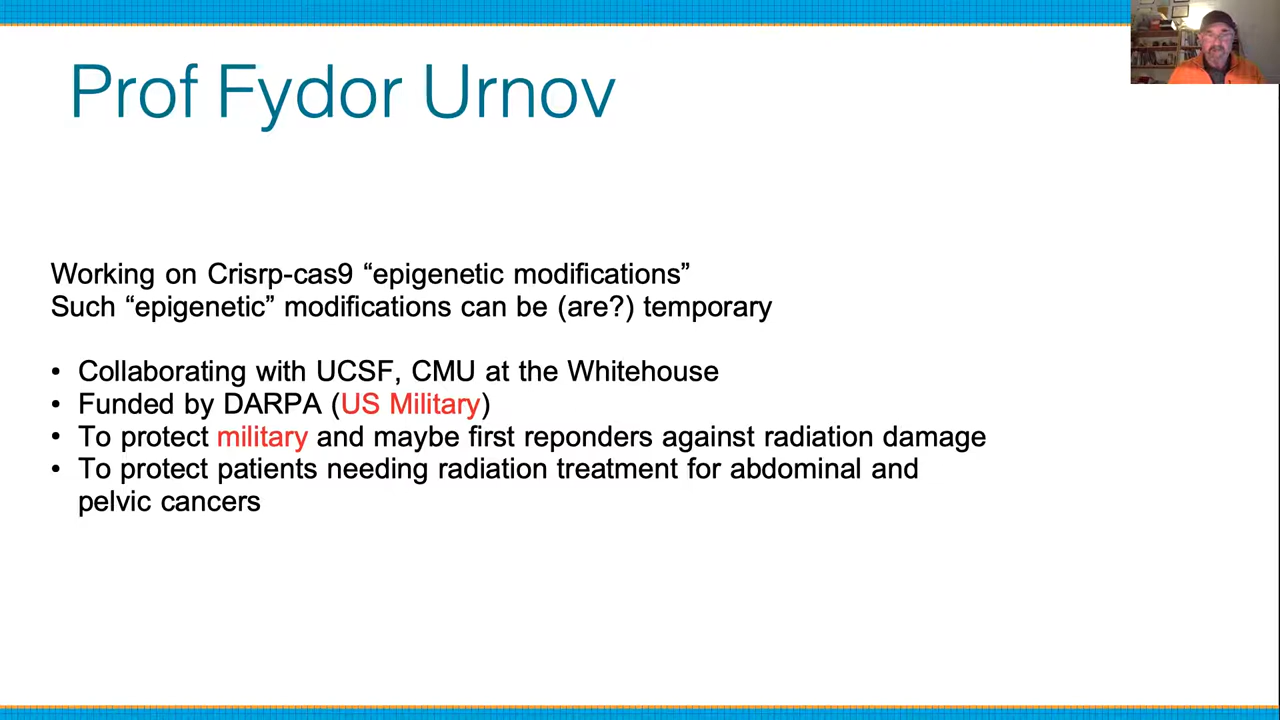 Prof Fydor Urnov
Working on Crisrp-cas9 “epigenetic modifications”
Such “epigenetic” modifications can be (are?) temporary
• Collaborating with UCSF, CMU at the Whitehouse
• Funded by DARPA (US Military)
• To protect military and maybe first reponders against radiation damage
• To protect patients needing radiation treatment for abdominal and
pelvic cancers